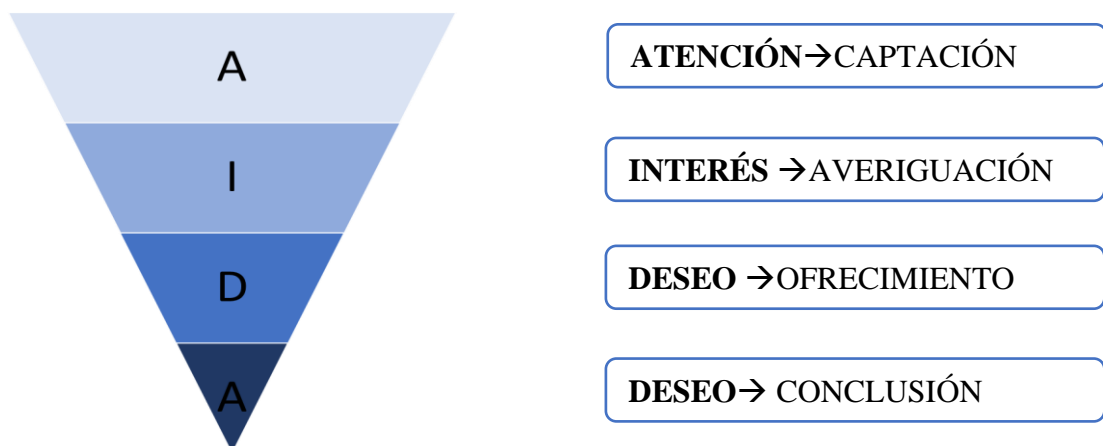 A
ATENCIÓN→CAPTACIÓN
I
INTERÉS →AVERIGUACIÓN
D
DESEO →OFRECIMIENTO
A
DESEO→ CONCLUSIÓN